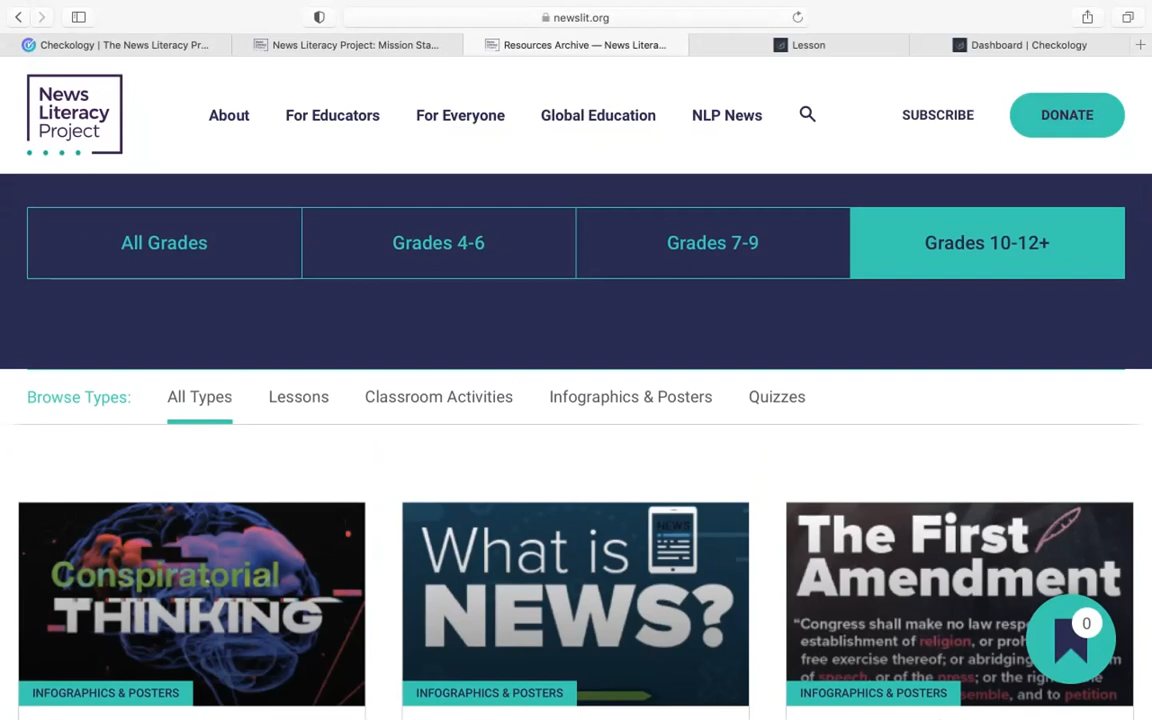 newslit.org
Checkology | The News Literacy Pr...
News Literacy Project: Mission Sta...
Resources Archive — News Litera...
Lesson
Dashboard | Checkology
News
Literacy
Project
About
For Educators
For Everyone
Global Education
NLP News
SUBSCRIBE
DONATE
All Grades
Grades 4-6
Grades 7-9
Grades 10-12+
Browse Types:
All Types
Lessons
Classroom Activities
Infographics & Posters
Quizzes
Conspiratorial
THINKING
INFOGRAPHICS & POSTERS
What is
NEWS
NEWS?
INFOGRAPHICS & POSTERS
The First
Amendment
"Congress shall make no law resp
establishment of religion, or proh
free exercise thereof; or abridging
m
of speech, or of the press; or the rig
semble, and to petition
INFOGRAPHICS & POSTERS
0